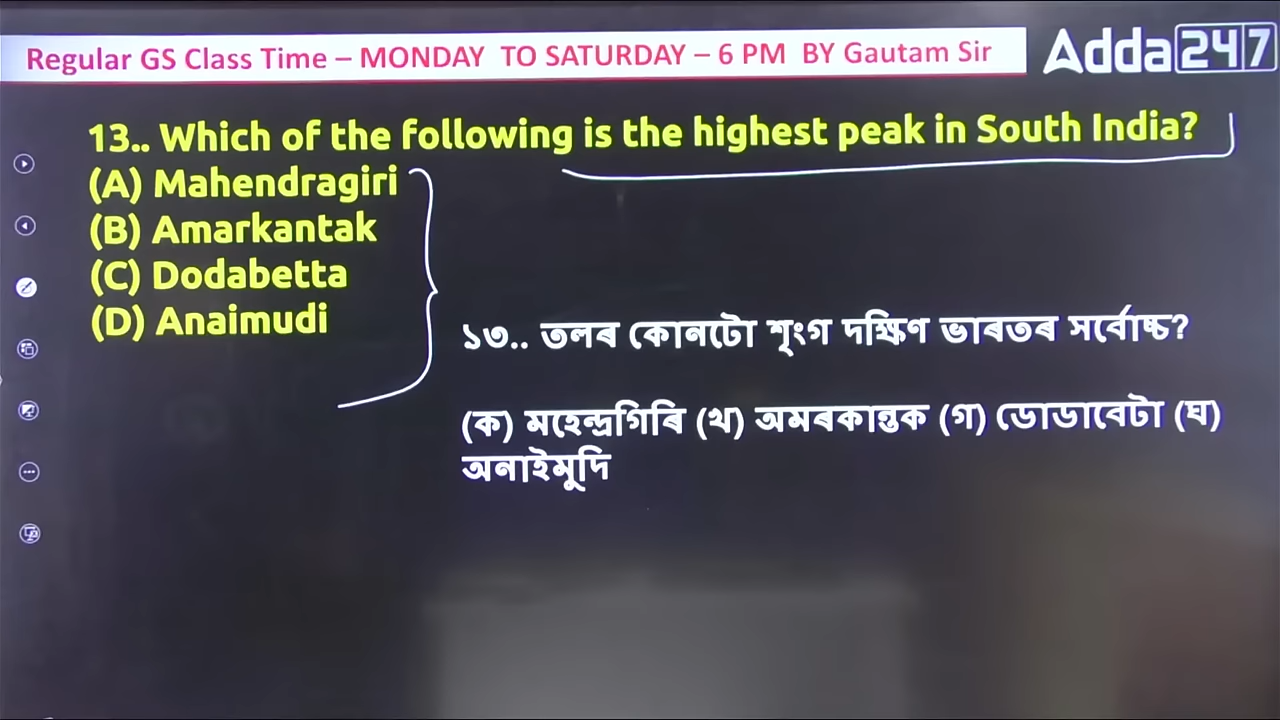 Regular GS Class Time – MONDAY TO SATURDAY – 6 PM BY Gautam Sir
Adda247
13.. Which of the following is the highest peak in South India?
(A) Mahendragiri
(B) Amarkantak
(C) Dodabetta
(D) Anaimudi
১৩.. তলৰ কোনটো শৃংগ দক্ষিণ ভাৰতৰ সৰ্বোচ্চ?
(ক) মহেন্দ্ৰগিৰি (খ) অমৰকান্তক (গ) ডোডাবেটা (ঘ)
অনাইমুদি